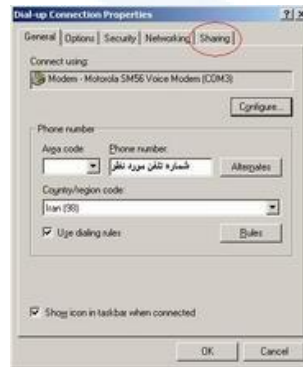 Dial-up Connection Properties
General Options Security Networking Sharing
Connect using:
Modem - Motorola SM56 Voice Modem (COM3)
Configure...
Phone number
Area code: Phone number:
شماره تلفن مورد نظر
Alternates
Country/region code:
Iran (98)
Use dialing rules
Rules
Show icon in taskbar when connected
OK Cancel